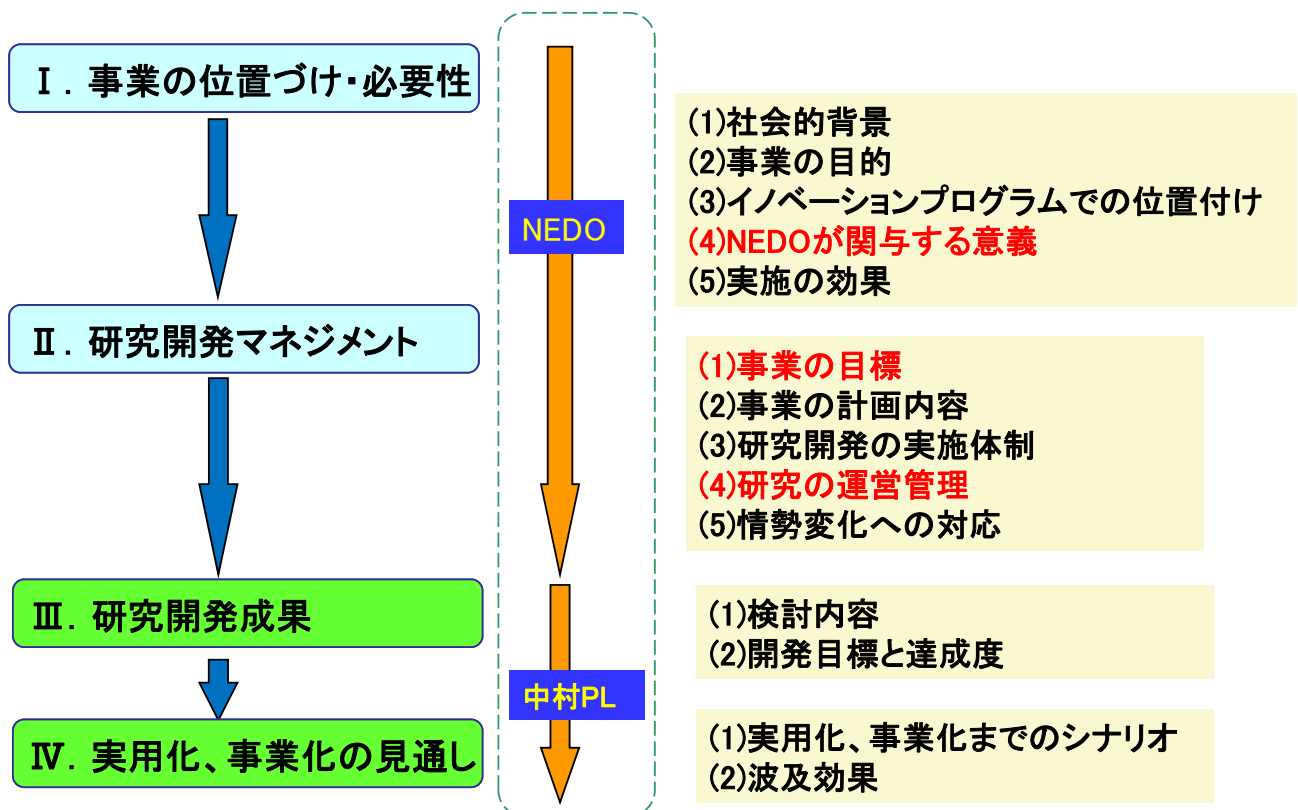 Ⅰ．事業の位置づけ・必要性
(1)社会的背景
(2)事業の目的
(3)イノベーションプログラムでの位置付け
(4)NEDOが関与する意義
(5)実施の効果
NEDO
Ⅱ．研究開発マネジメント
(1)事業の目標
(2)事業の計画内容
(3)研究開発の実施体制
(4)研究の運営管理
(5)情勢変化への対応
Ⅲ．研究開発成果
(1)検討内容
(2)開発目標と達成度
中村PL
Ⅳ．実用化、事業化の見通し
(1)実用化、事業化までのシナリオ
(2)波及効果